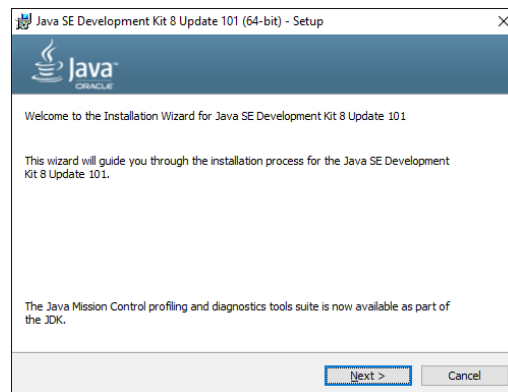 Java SE Development Kit 8 Update 101 (64-bit) - Setup
Java™
ORACLE
Welcome to the Installation Wizard for Java SE Development Kit 8 Update 101
This wizard will guide you through the installation process for the Java SE Development
Kit 8 Update 101.
The Java Mission Control profiling and diagnostics tools suite is now available as part of
the JDK.
Next > Cancel